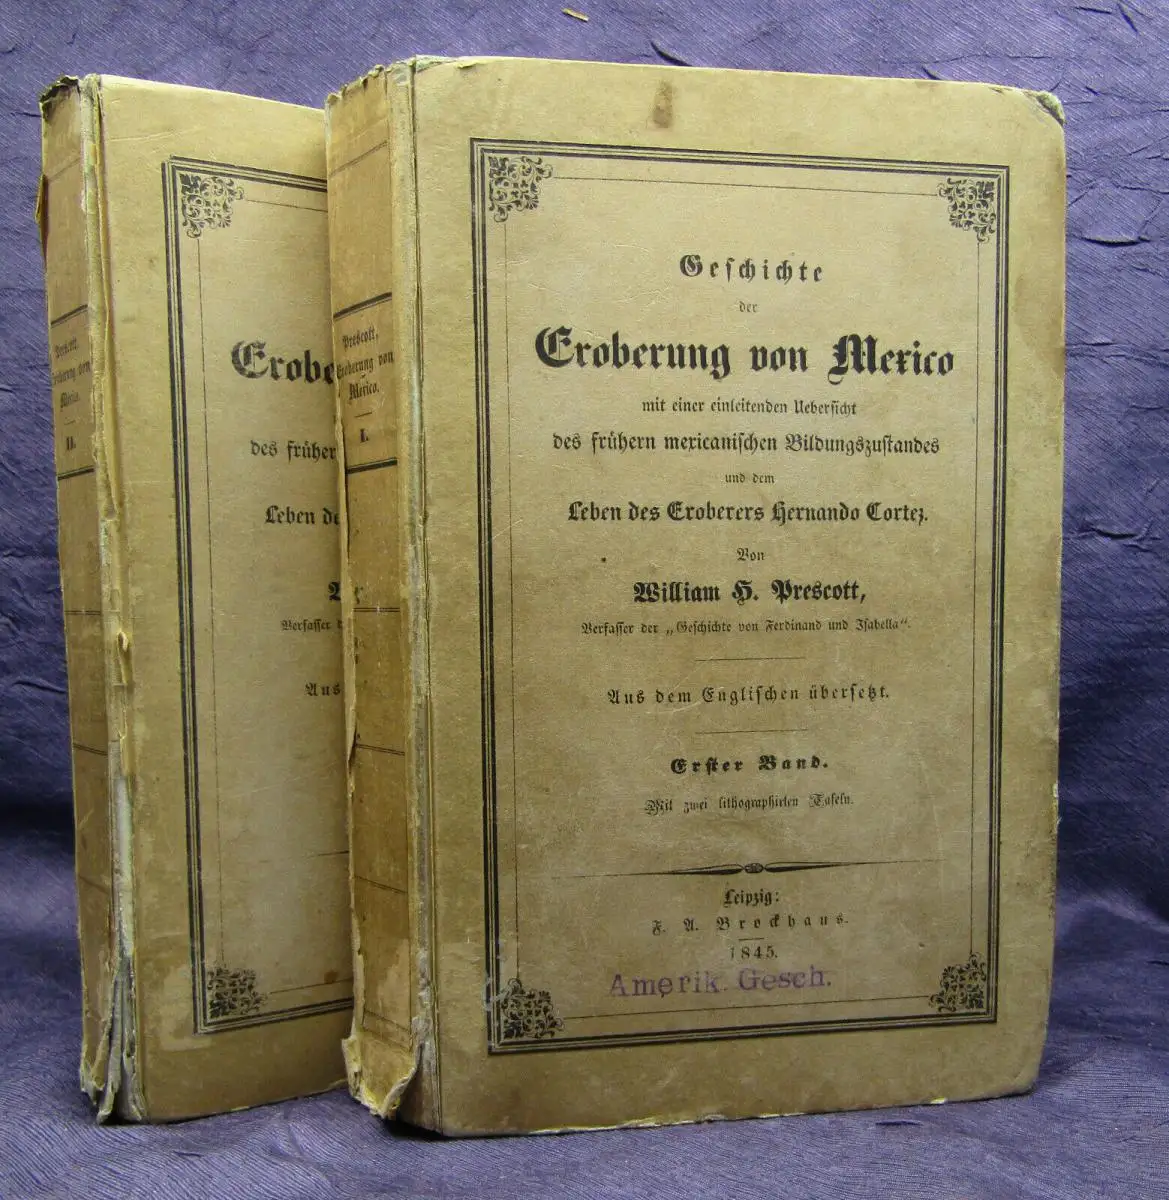 Prescott,
Eroberung von
Mexico.
II.
Erobe
des früher
Leben de
Verfasser d
Aus
Prescott,
Eroberung von
Mexico.
I.
Geschichte
der
Eroberung von Mexico
mit einer einleitenden Uebersicht
des frühern mexicanischen Bildungszustandes
und dem
Leben des Eroberers Hernando Cortez.
Von
William H. Prescott,
Verfasser der „Geschichte von Ferdinand und Isabella“.
Aus dem Englischen übersetzt.
Erster Band.
Mit zwei lithographirten Tafeln.
Leipzig:
F. A. Brockhaus.
1845.
Amerik. Gesch.